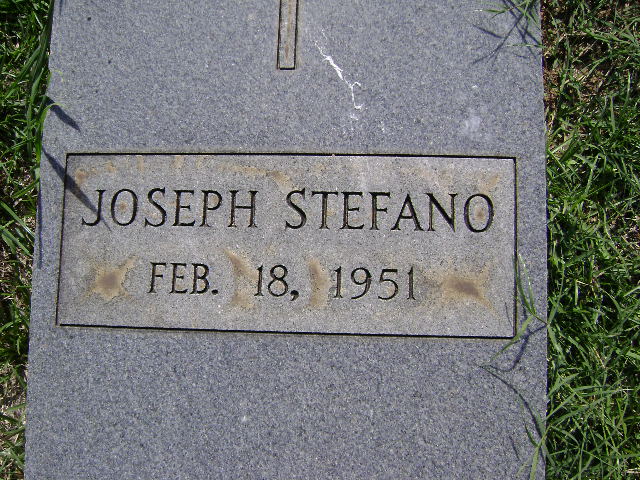 JOSEPH STEFANO
FEB. 18, 1951